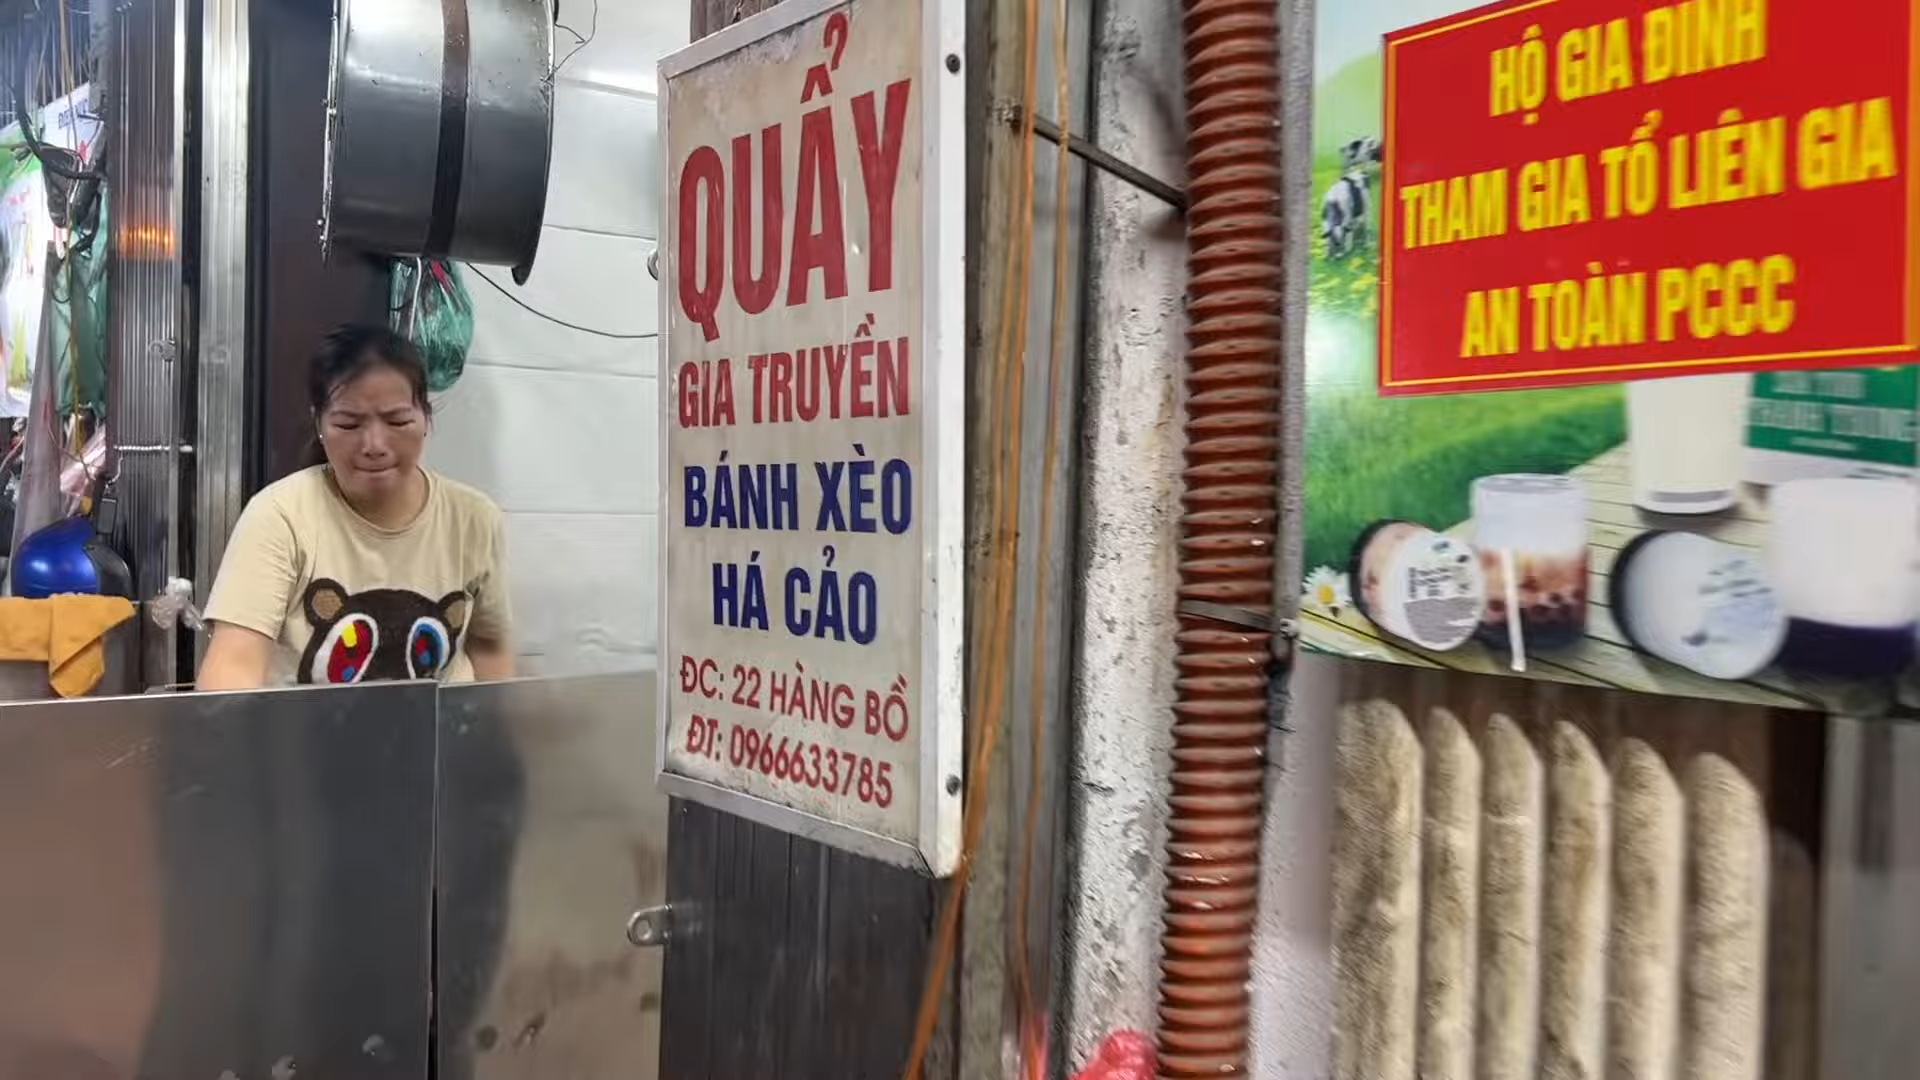 QUẨY
GIA TRUYỀN
BÁNH XÈO
HÁ CẢO
ĐC: 22 HÀNG BỒ
ĐT: 0966633785
HỘ GIA ĐÌNH
THAM GIA TỔ LIÊN GIA
AN TOÀN PCCC